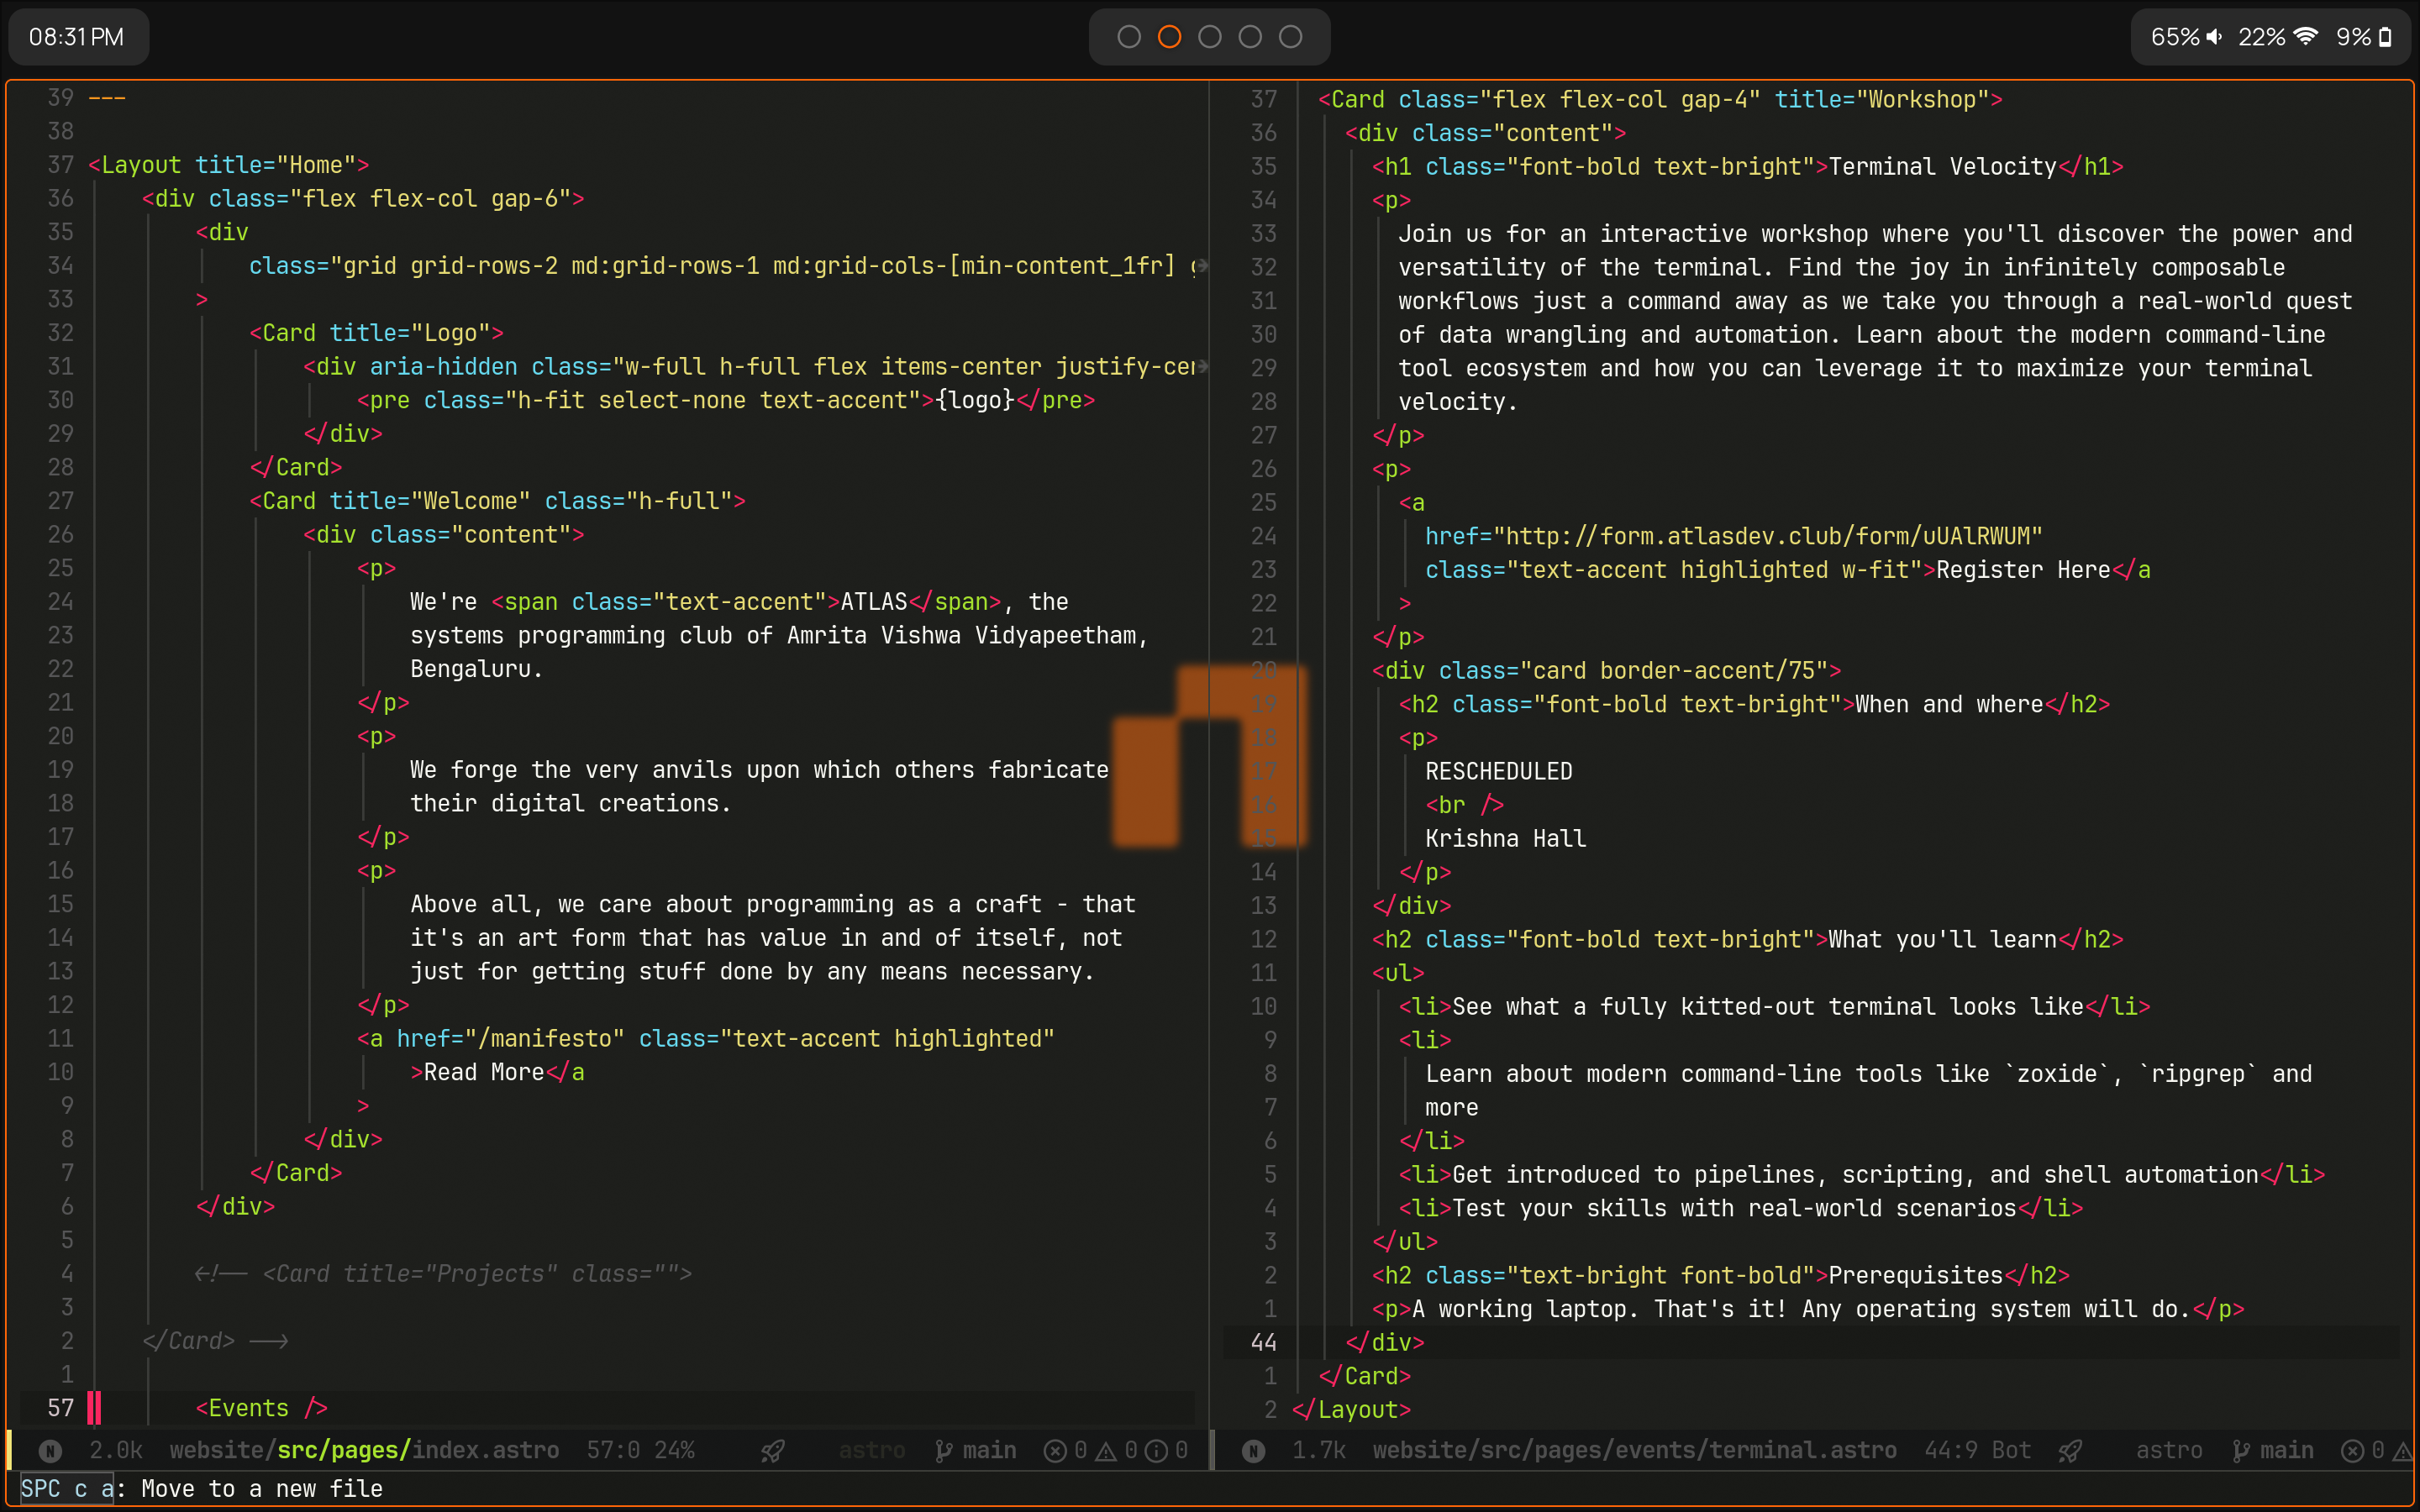 08:31 PM
65% 22% 9%
39 ---
38
37 <Layout title="Home">
36 <div class="flex flex-col gap-6">
35 <div
34 class="grid grid-rows-2 md:grid-rows-1 md:grid-cols-[min-content_1fr]
33 >
32 <Card title="Logo">
31 <div aria-hidden class="w-full h-full flex items-center justify-cen
30 <pre class="h-fit select-none text-accent">{logo}</pre>
29 </div>
28 </Card>
27 <Card title="Welcome" class="h-full">
26 <div class="content">
25 <p>
24 We're <span class="text-accent">ATLAS</span>, the
23 systems programming club of Amrita Vishwa Vidyapeetham,
22 Bengaluru.
21 </p>
20 <p>
19 We forge the very anvils upon which others fabricate
18 their digital creations.
17 </p>
16 <p>
15 Above all, we care about programming as a craft - that
14 it's an art form that has value in and of itself, not
13 just for getting stuff done by any means necessary.
12 </p>
11 <a href="/manifesto" class="text-accent highlighted"
10 >Read More</a
9 >
8 </div>
7 </Card>
6 </div>
5
4 <!-- <Card title="Projects" class="">
3
2 </Card> -->
1
57 <Events />
N 2.0k website/src/pages/index.astro 57:0 24% astro main 0 0 0
37 <Card class="flex flex-col gap-4" title="Workshop">
36 <div class="content">
35 <h1 class="font-bold text-bright">Terminal Velocity</h1>
34 <p>
33 Join us for an interactive workshop where you'll discover the power and
32 versatility of the terminal. Find the joy in infinitely composable
31 workflows just a command away as we take you through a real-world quest
30 of data wrangling and automation. Learn about the modern command-line
29 tool ecosystem and how you can leverage it to maximize your terminal
28 velocity.
27 </p>
26 <p>
25 <a
24 href="http://form.atlasdev.club/form/uUAlRWUM"
23 class="text-accent highlighted w-fit">Register Here</a
22 >
21 </p>
20 <div class="card border-accent/75">
19 <h2 class="font-bold text-bright">When and where</h2>
18 <p>
17 RESCHEDULED
16 <br />
15 Krishna Hall
14 </p>
13 </div>
12 <h2 class="font-bold text-bright">What you'll learn</h2>
11 <ul>
10 <li>See what a fully kitted-out terminal looks like</li>
9 <li>
8 Learn about modern command-line tools like `zoxide`, `ripgrep` and
7 more
6 </li>
5 <li>Get introduced to pipelines, scripting, and shell automation</li>
4 <li>Test your skills with real-world scenarios</li>
3 </ul>
2 <h2 class="text-bright font-bold">Prerequisites</h2>
1 <p>A working laptop. That's it! Any operating system will do.</p>
44 </div>
1 </Card>
2 </Layout>
N 1.7k website/src/pages/events/terminal.astro 44:9 Bot astro main 0
SPC c a: Move to a new file